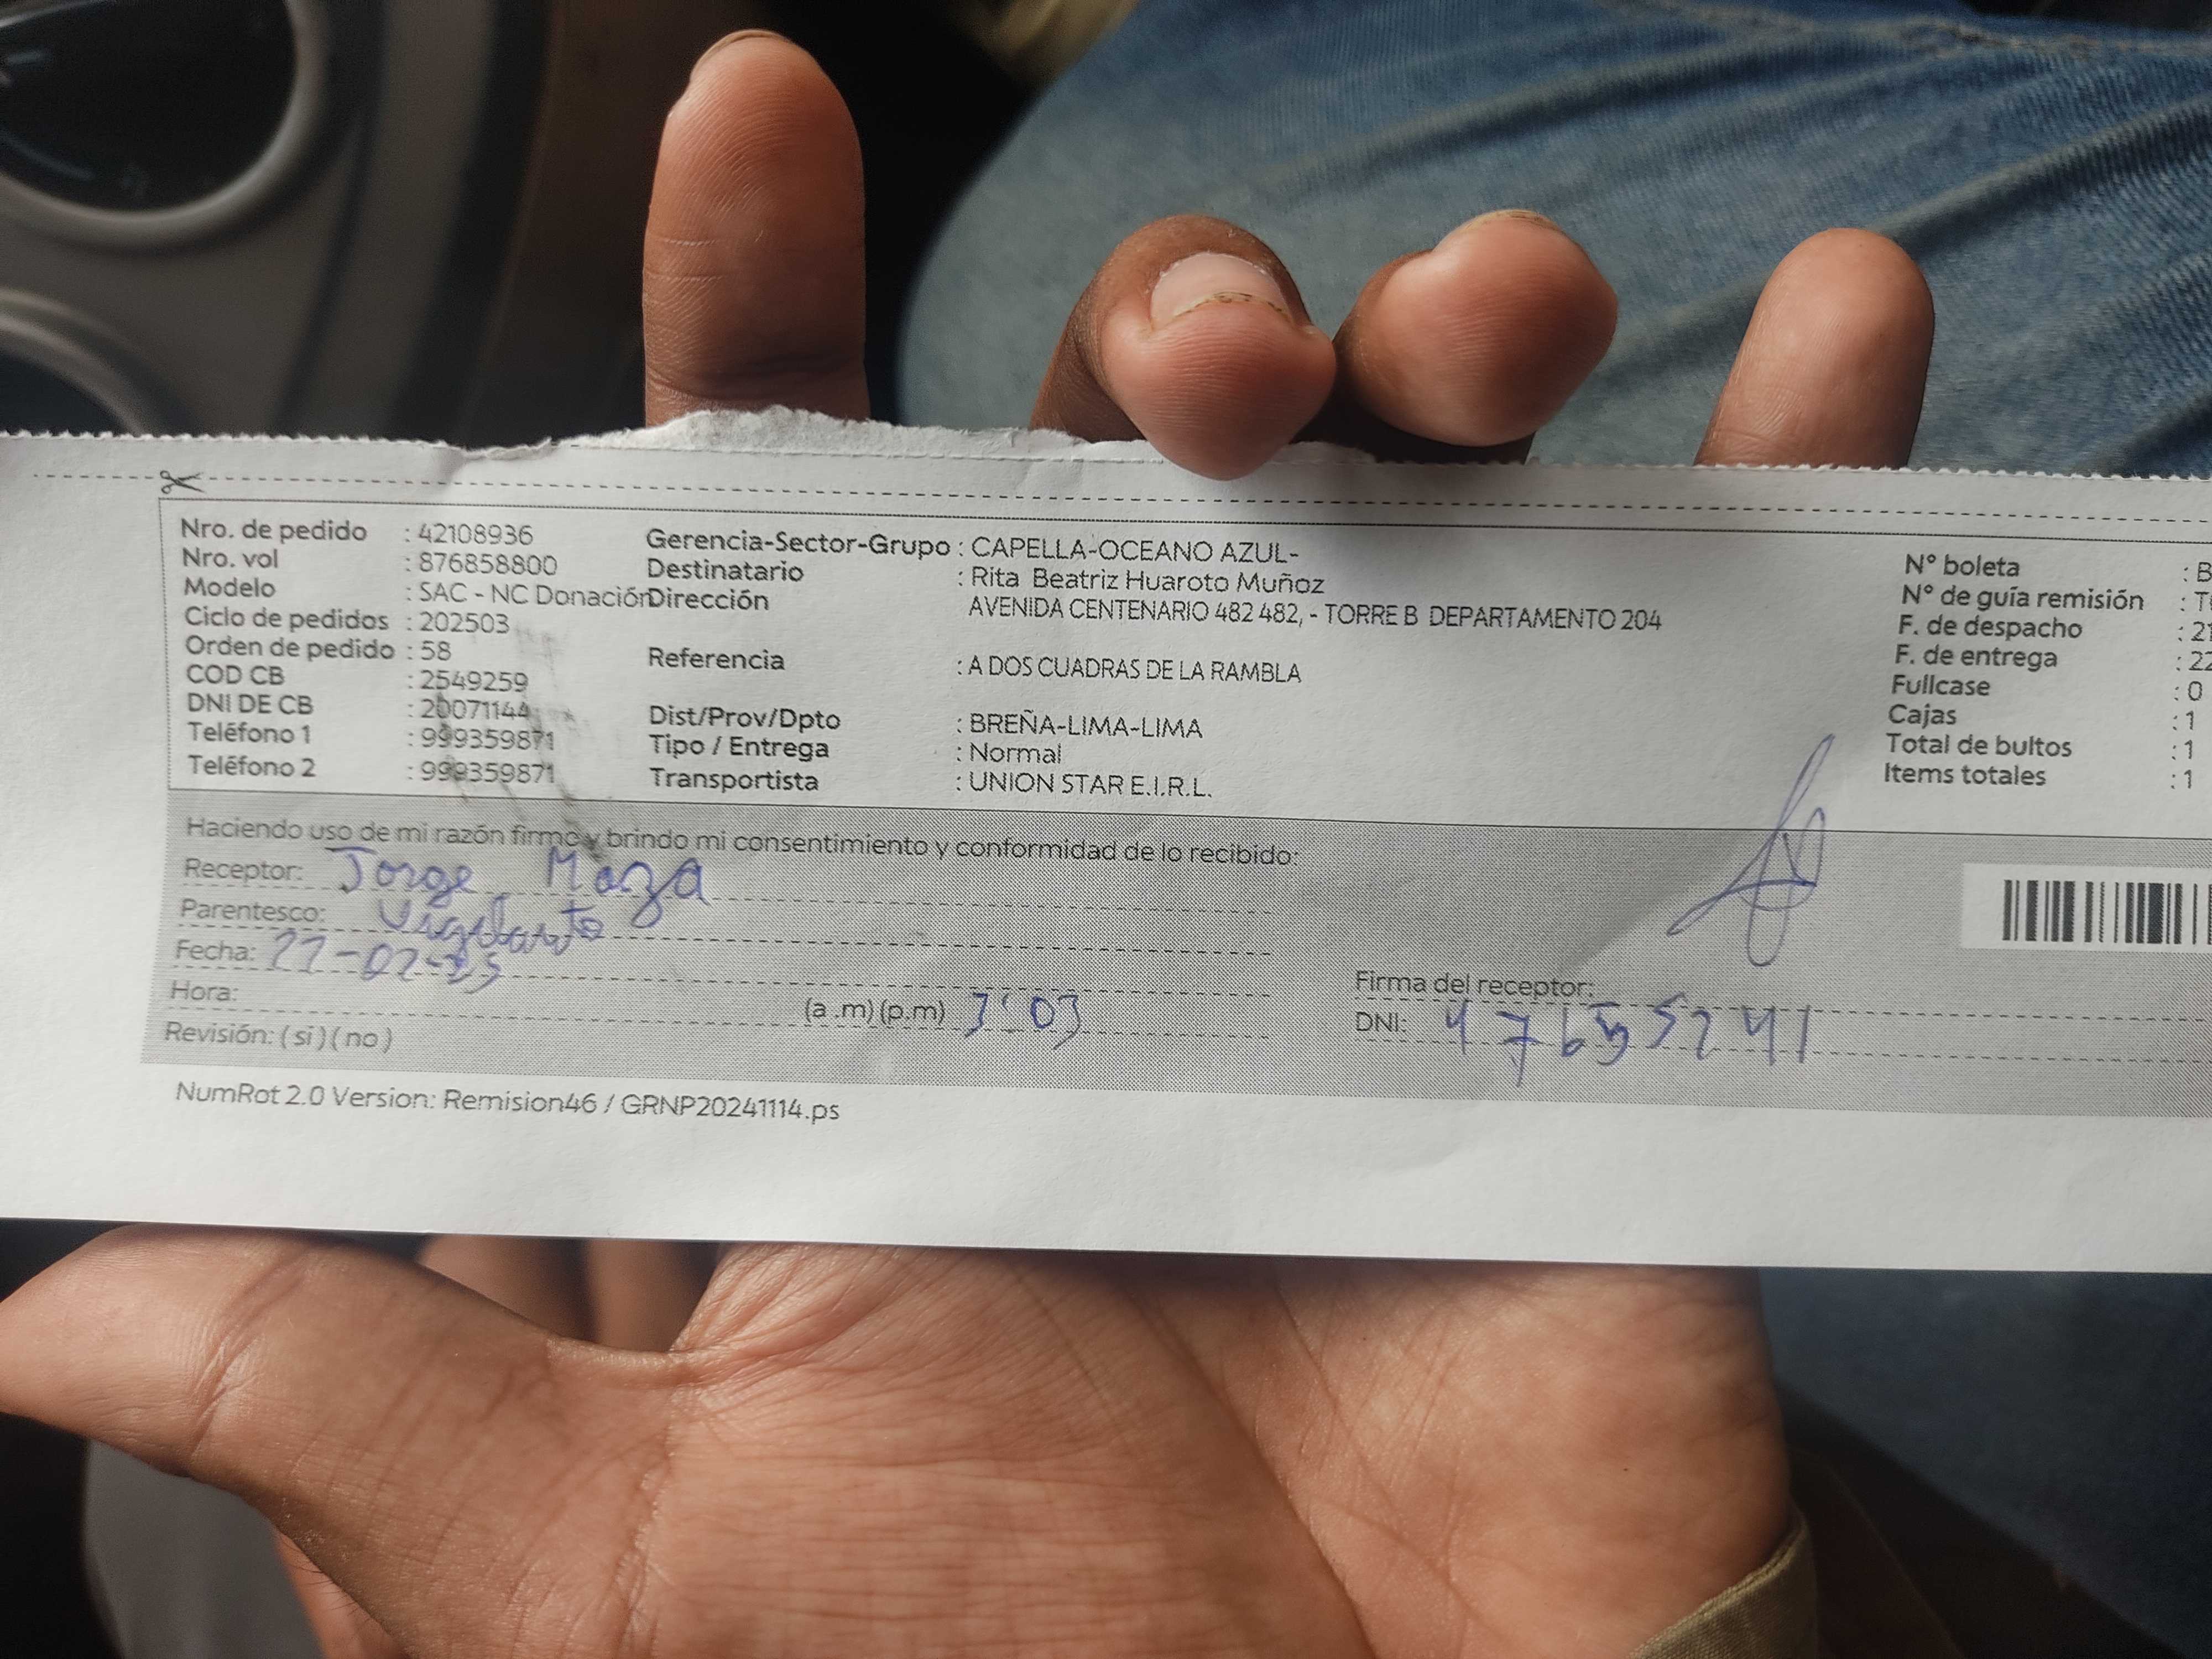 Nro. de pedido : 42108936
Nro. vol : 876858800
Modelo : SAC - NC Donación
Ciclo de pedidos : 202503
Orden de pedido : 58
COD CB : 2549259
DNI DE CB : 20071144
Teléfono 1 : 999359871
Teléfono 2 : 999359871
Gerencia-Sector-Grupo : CAPELLA-OCEANO AZUL-
Destinatario : Rita Beatriz Huaroto Muñoz
Dirección AVENIDA CENTENARIO 482 482, - TORRE B DEPARTAMENTO 204
Referencia : A DOS CUADRAS DE LA RAMBLA
Dist/Prov/Dpto : BREÑA-LIMA-LIMA
Tipo / Entrega : Normal
Transportista : UNION STAR E.I.R.L.
N° boleta : B
N° de guía remisión : T
F. de despacho : 21
F. de entrega : 22
Fullcase : 0
Cajas : 1
Total de bultos : 1
Items totales : 1
Haciendo uso de mi razón firmo y brindo mi consentimiento y conformidad de lo recibido:
Receptor: Jorge Maza
Parentesco: Vigilante
Fecha:
Hora: (a .m) (p.m) 3:03
Revisión: ( si ) ( no )
Firma del receptor:
DNI:
NumRot 2.0 Version: Remision46 / GRNP20241114.ps